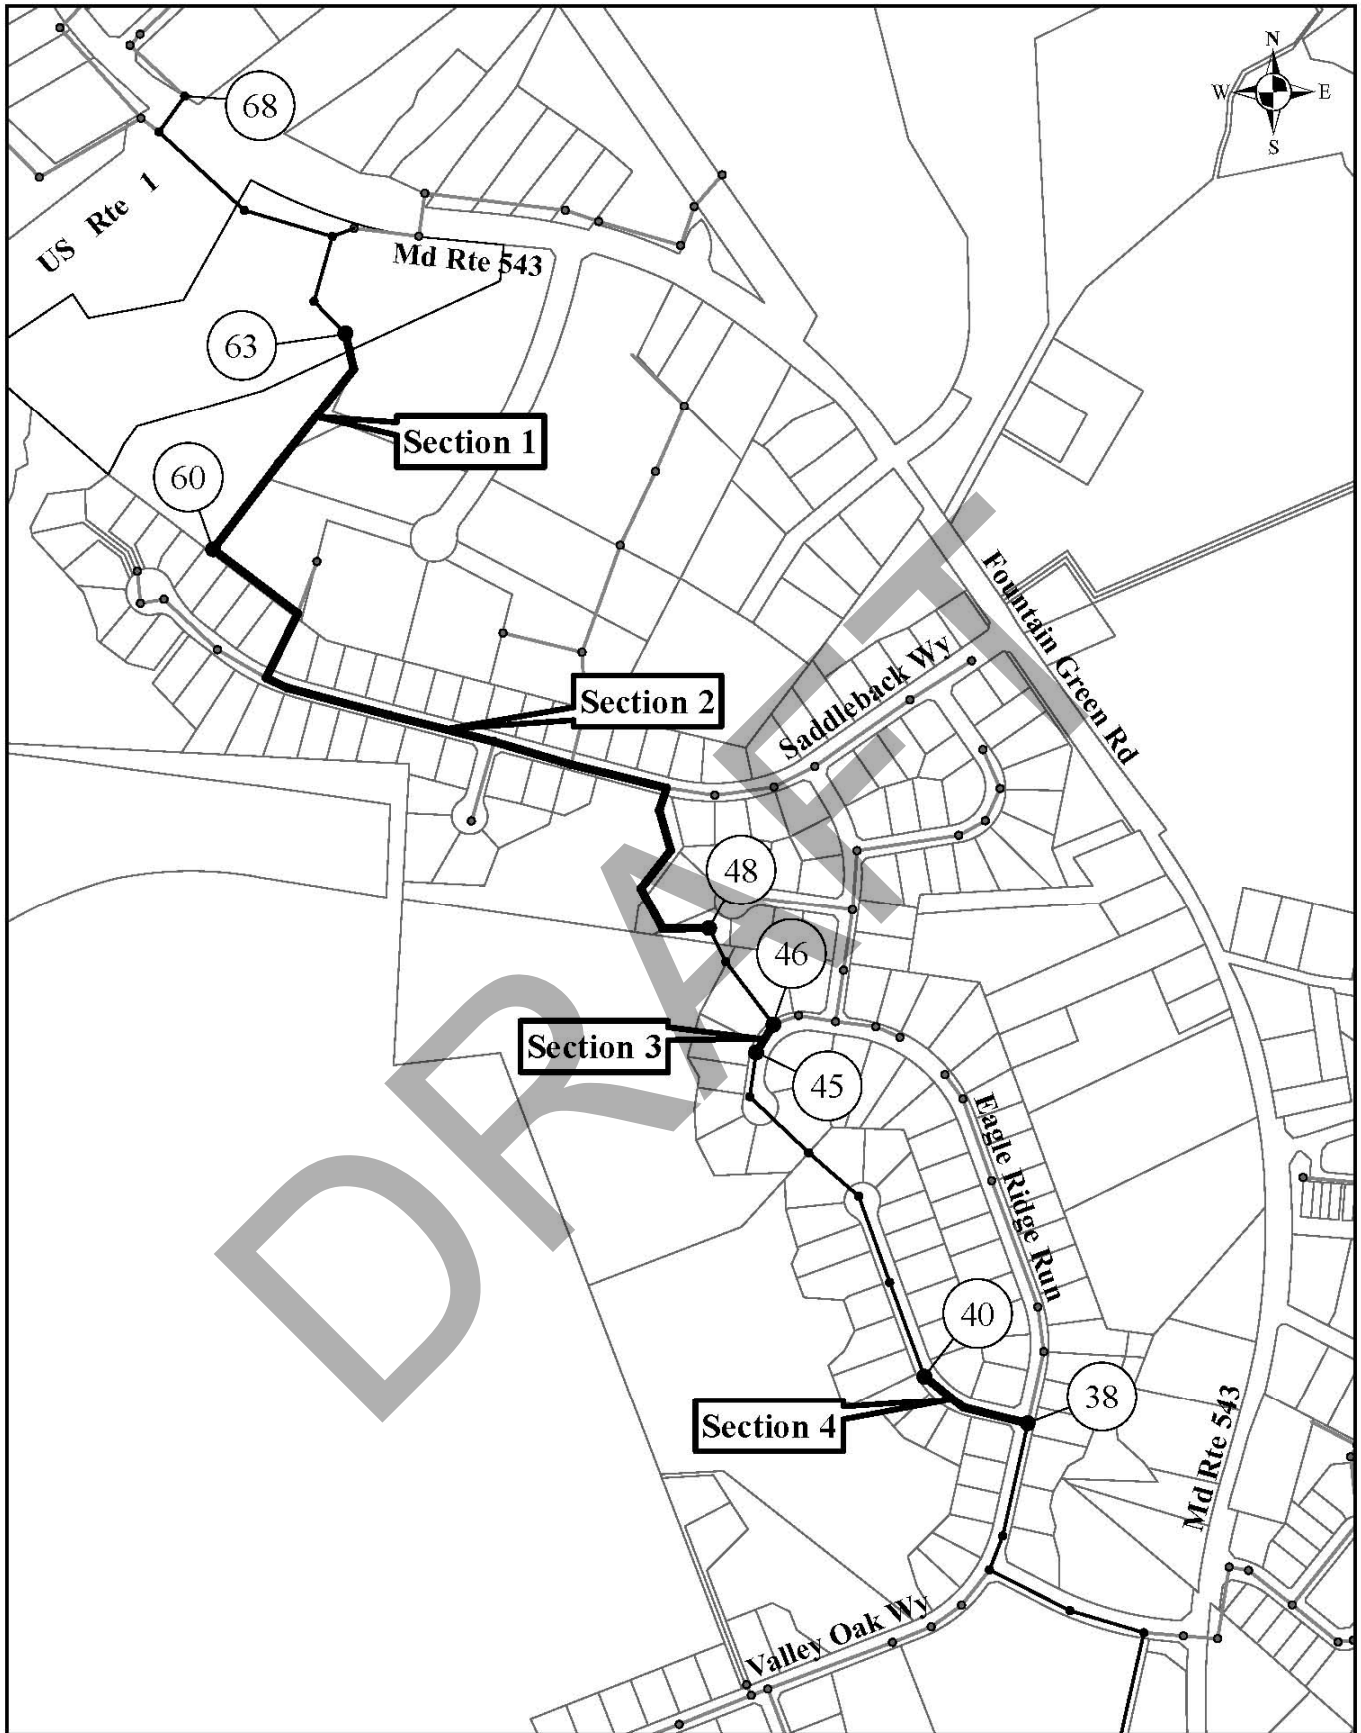 N
W E
S
68
US Rte 1
Md Rte 543
63
Section 1
60
Fountain Green Rd
Saddleback Wy
Section 2
48
46
Section 3
45
Eagle Ridge Run
40
38
Section 4
Md Rte 543
Valley Oak Wy
DRAFT